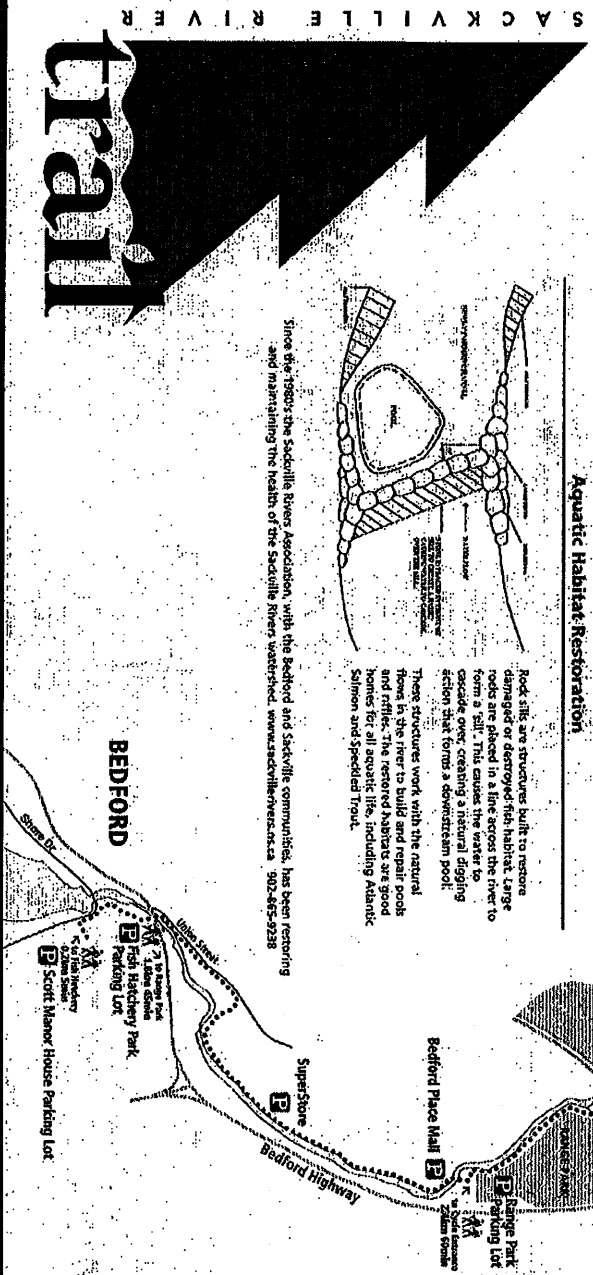 SACKVILLE RIVER
trail
Aquatic Habitat Restoration
POOL
Rock sills are structures built to restore
damaged or destroyed fish habitat. Large
rocks are placed in a line across the river to
form a 'sill'. This causes the water to
cascade over, creating a natural digging
action that forms a downstream pool.
These structures work with the natural
flows in the river to build and repair pools
and riffles. The restored habitats are good
homes for all aquatic life, including Atlantic
Salmon and Speckled Trout.
Since the 1980's the Sackville Rivers Association, with the Bedford and Sackville communities, has been restoring
and maintaining the health of the Sackville Rivers watershed. www.sackvillerivers.ns.ca 902-865-9238
RANGE PARK
P Range Park
Parking Lot
Bedford Place Mall P
SuperStore
P
Bedford Highway
Union Street
BEDFORD
Shore Dr.
to Range Park
P Fish Hatchery Park
Parking Lot
to Fish Hatchery
P Scott Manor House Parking Lot